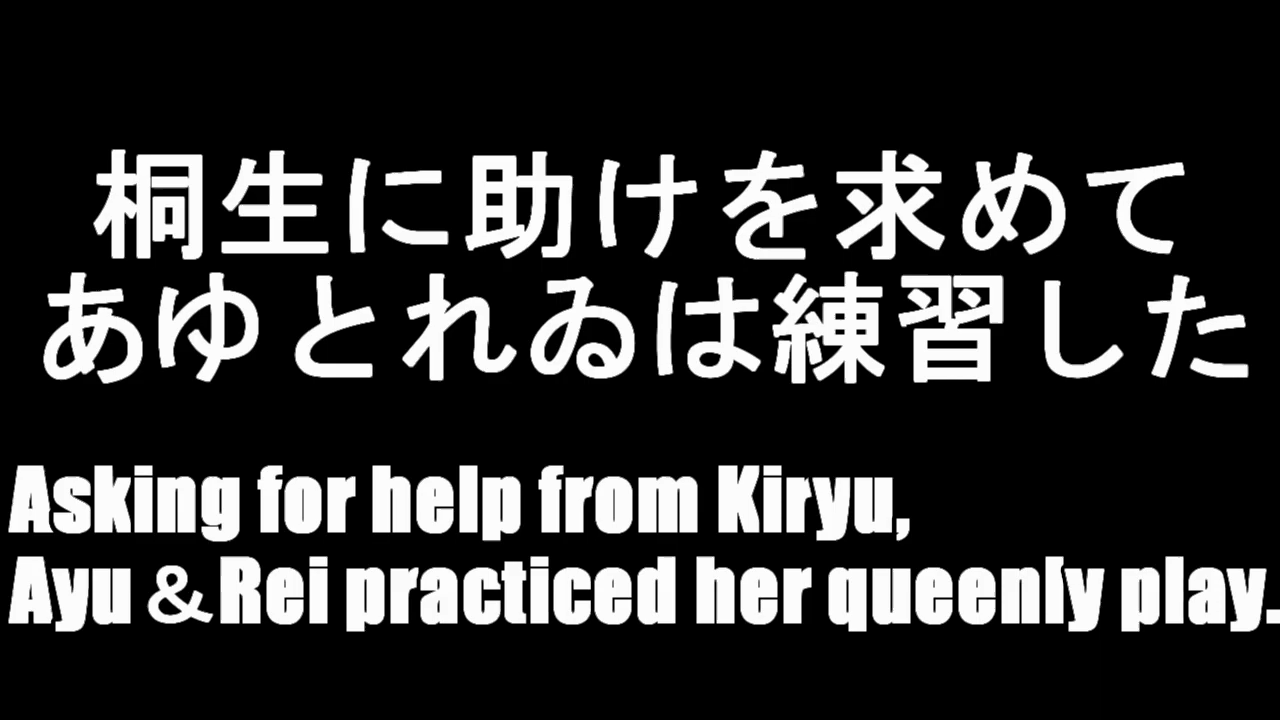 桐生に助けを求めて
あゆとれゐは練習した
Asking for help from Kiryu,
Ayu＆Rei practiced her queenly play.